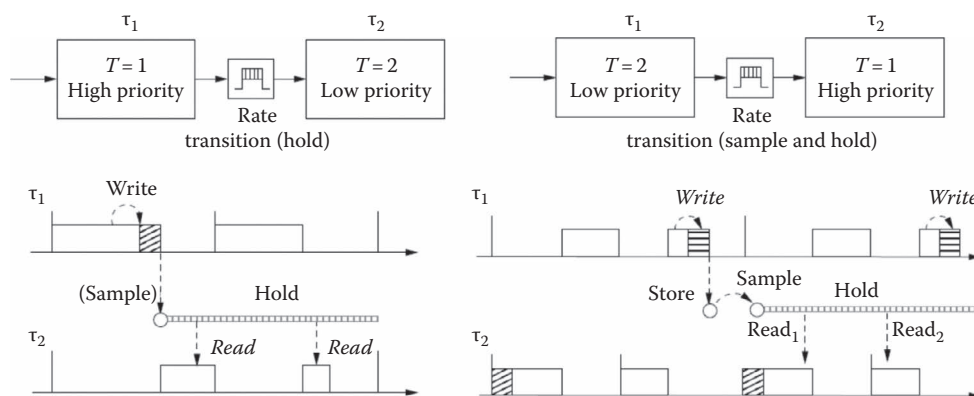 τ1
τ2
T = 1
High priority
T = 2
Low priority
Rate
transition (hold)
τ1
Write
(Sample)
Hold
Read
Read
τ2
τ1
τ2
T = 2
Low priority
T = 1
High priority
Rate
transition (sample and hold)
τ1
Write
Write
Store
Sample
Hold
Read1
Read2
τ2